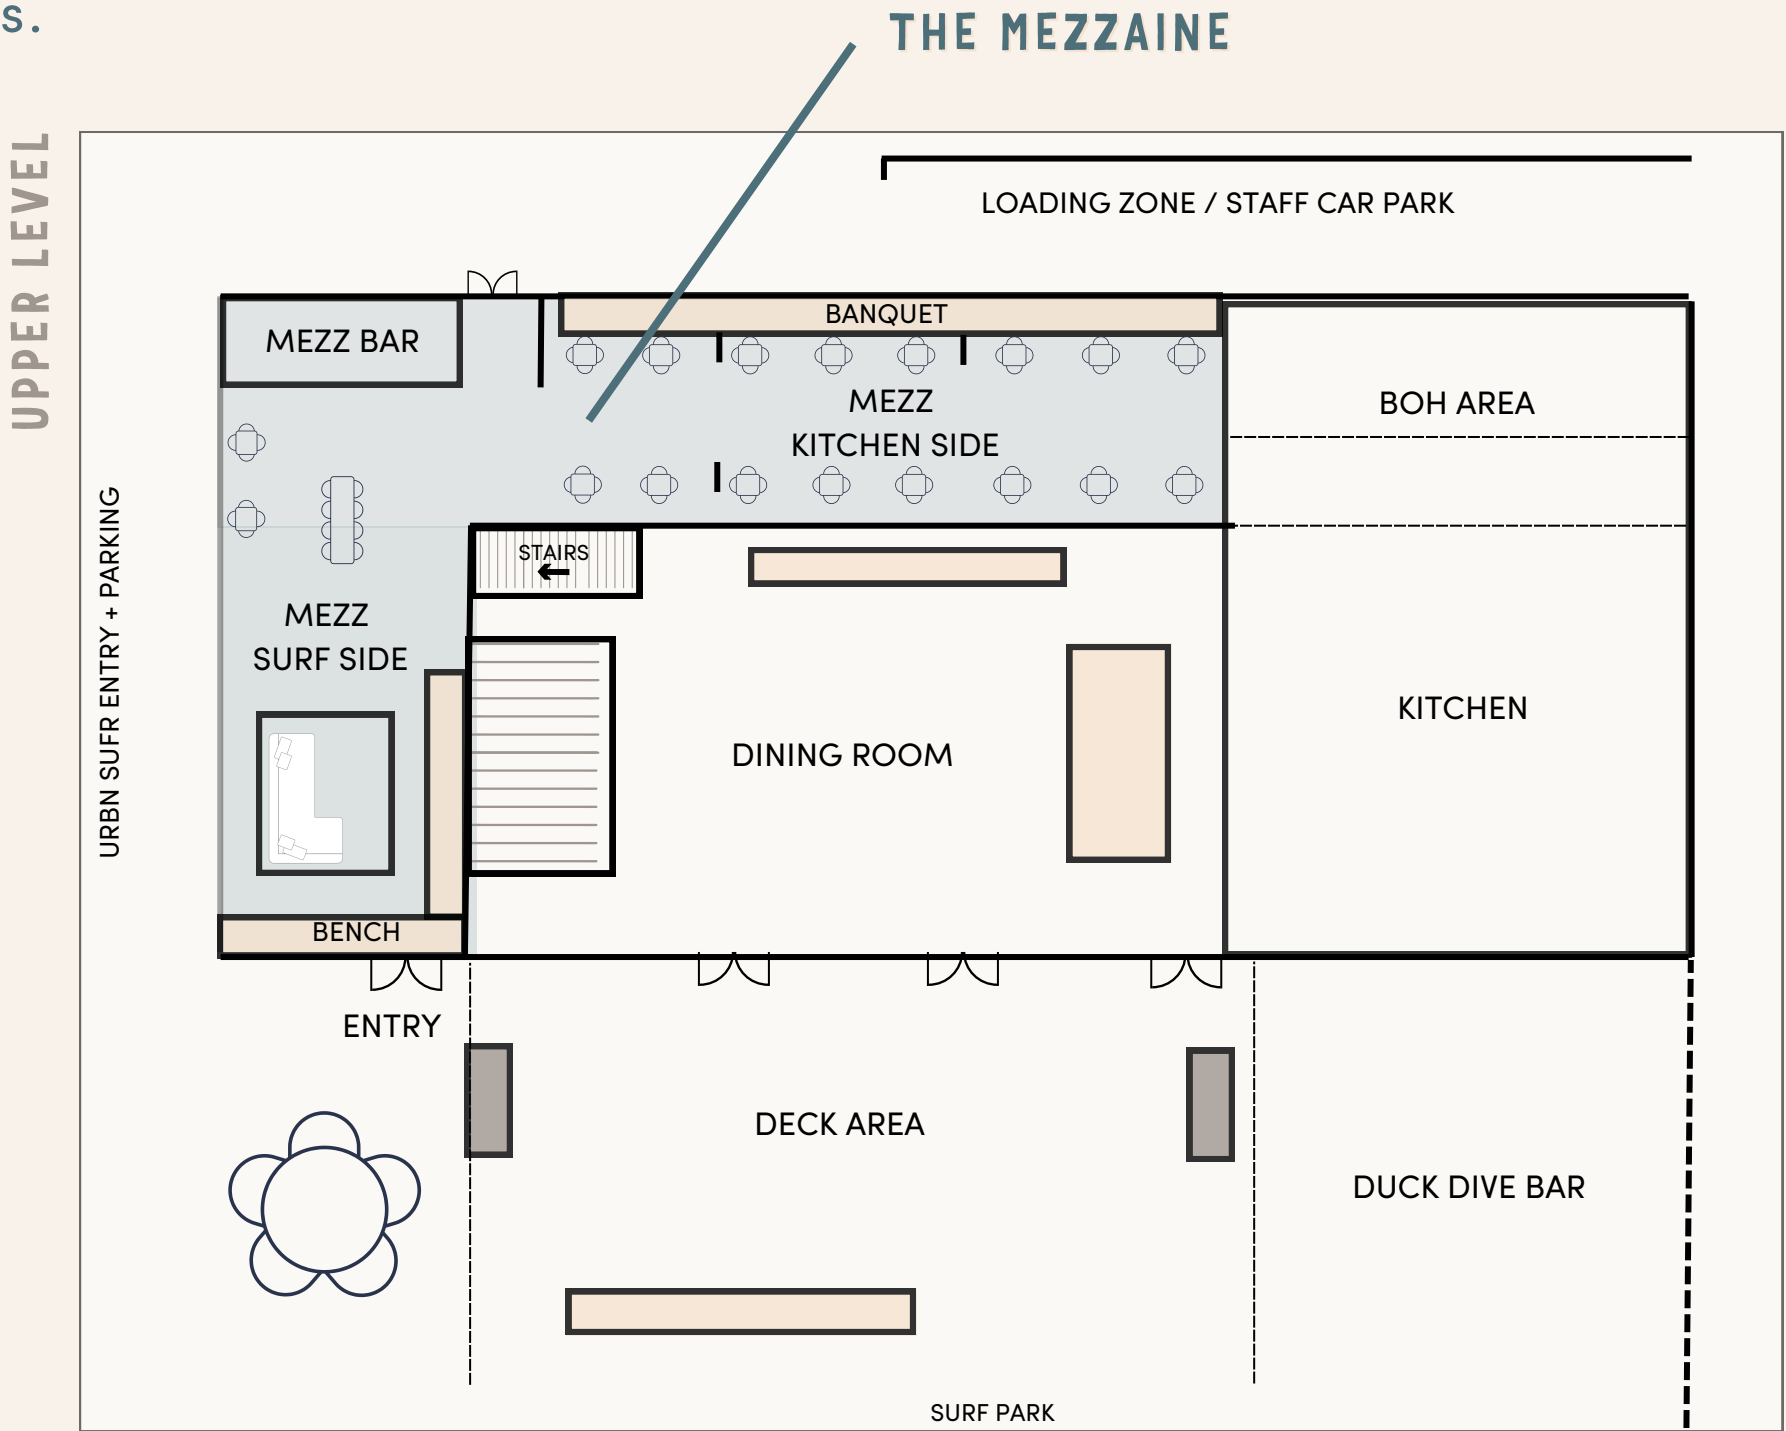 S.
THE MEZZAINE
UPPER LEVEL
LOADING ZONE / STAFF CAR PARK
BANQUET
MEZZ BAR
MEZZ
KITCHEN SIDE
BOH AREA
URBN SUFR ENTRY + PARKING
STAIRS
MEZZ
SURF SIDE
DINING ROOM
KITCHEN
BENCH
ENTRY
DECK AREA
DUCK DIVE BAR
SURF PARK